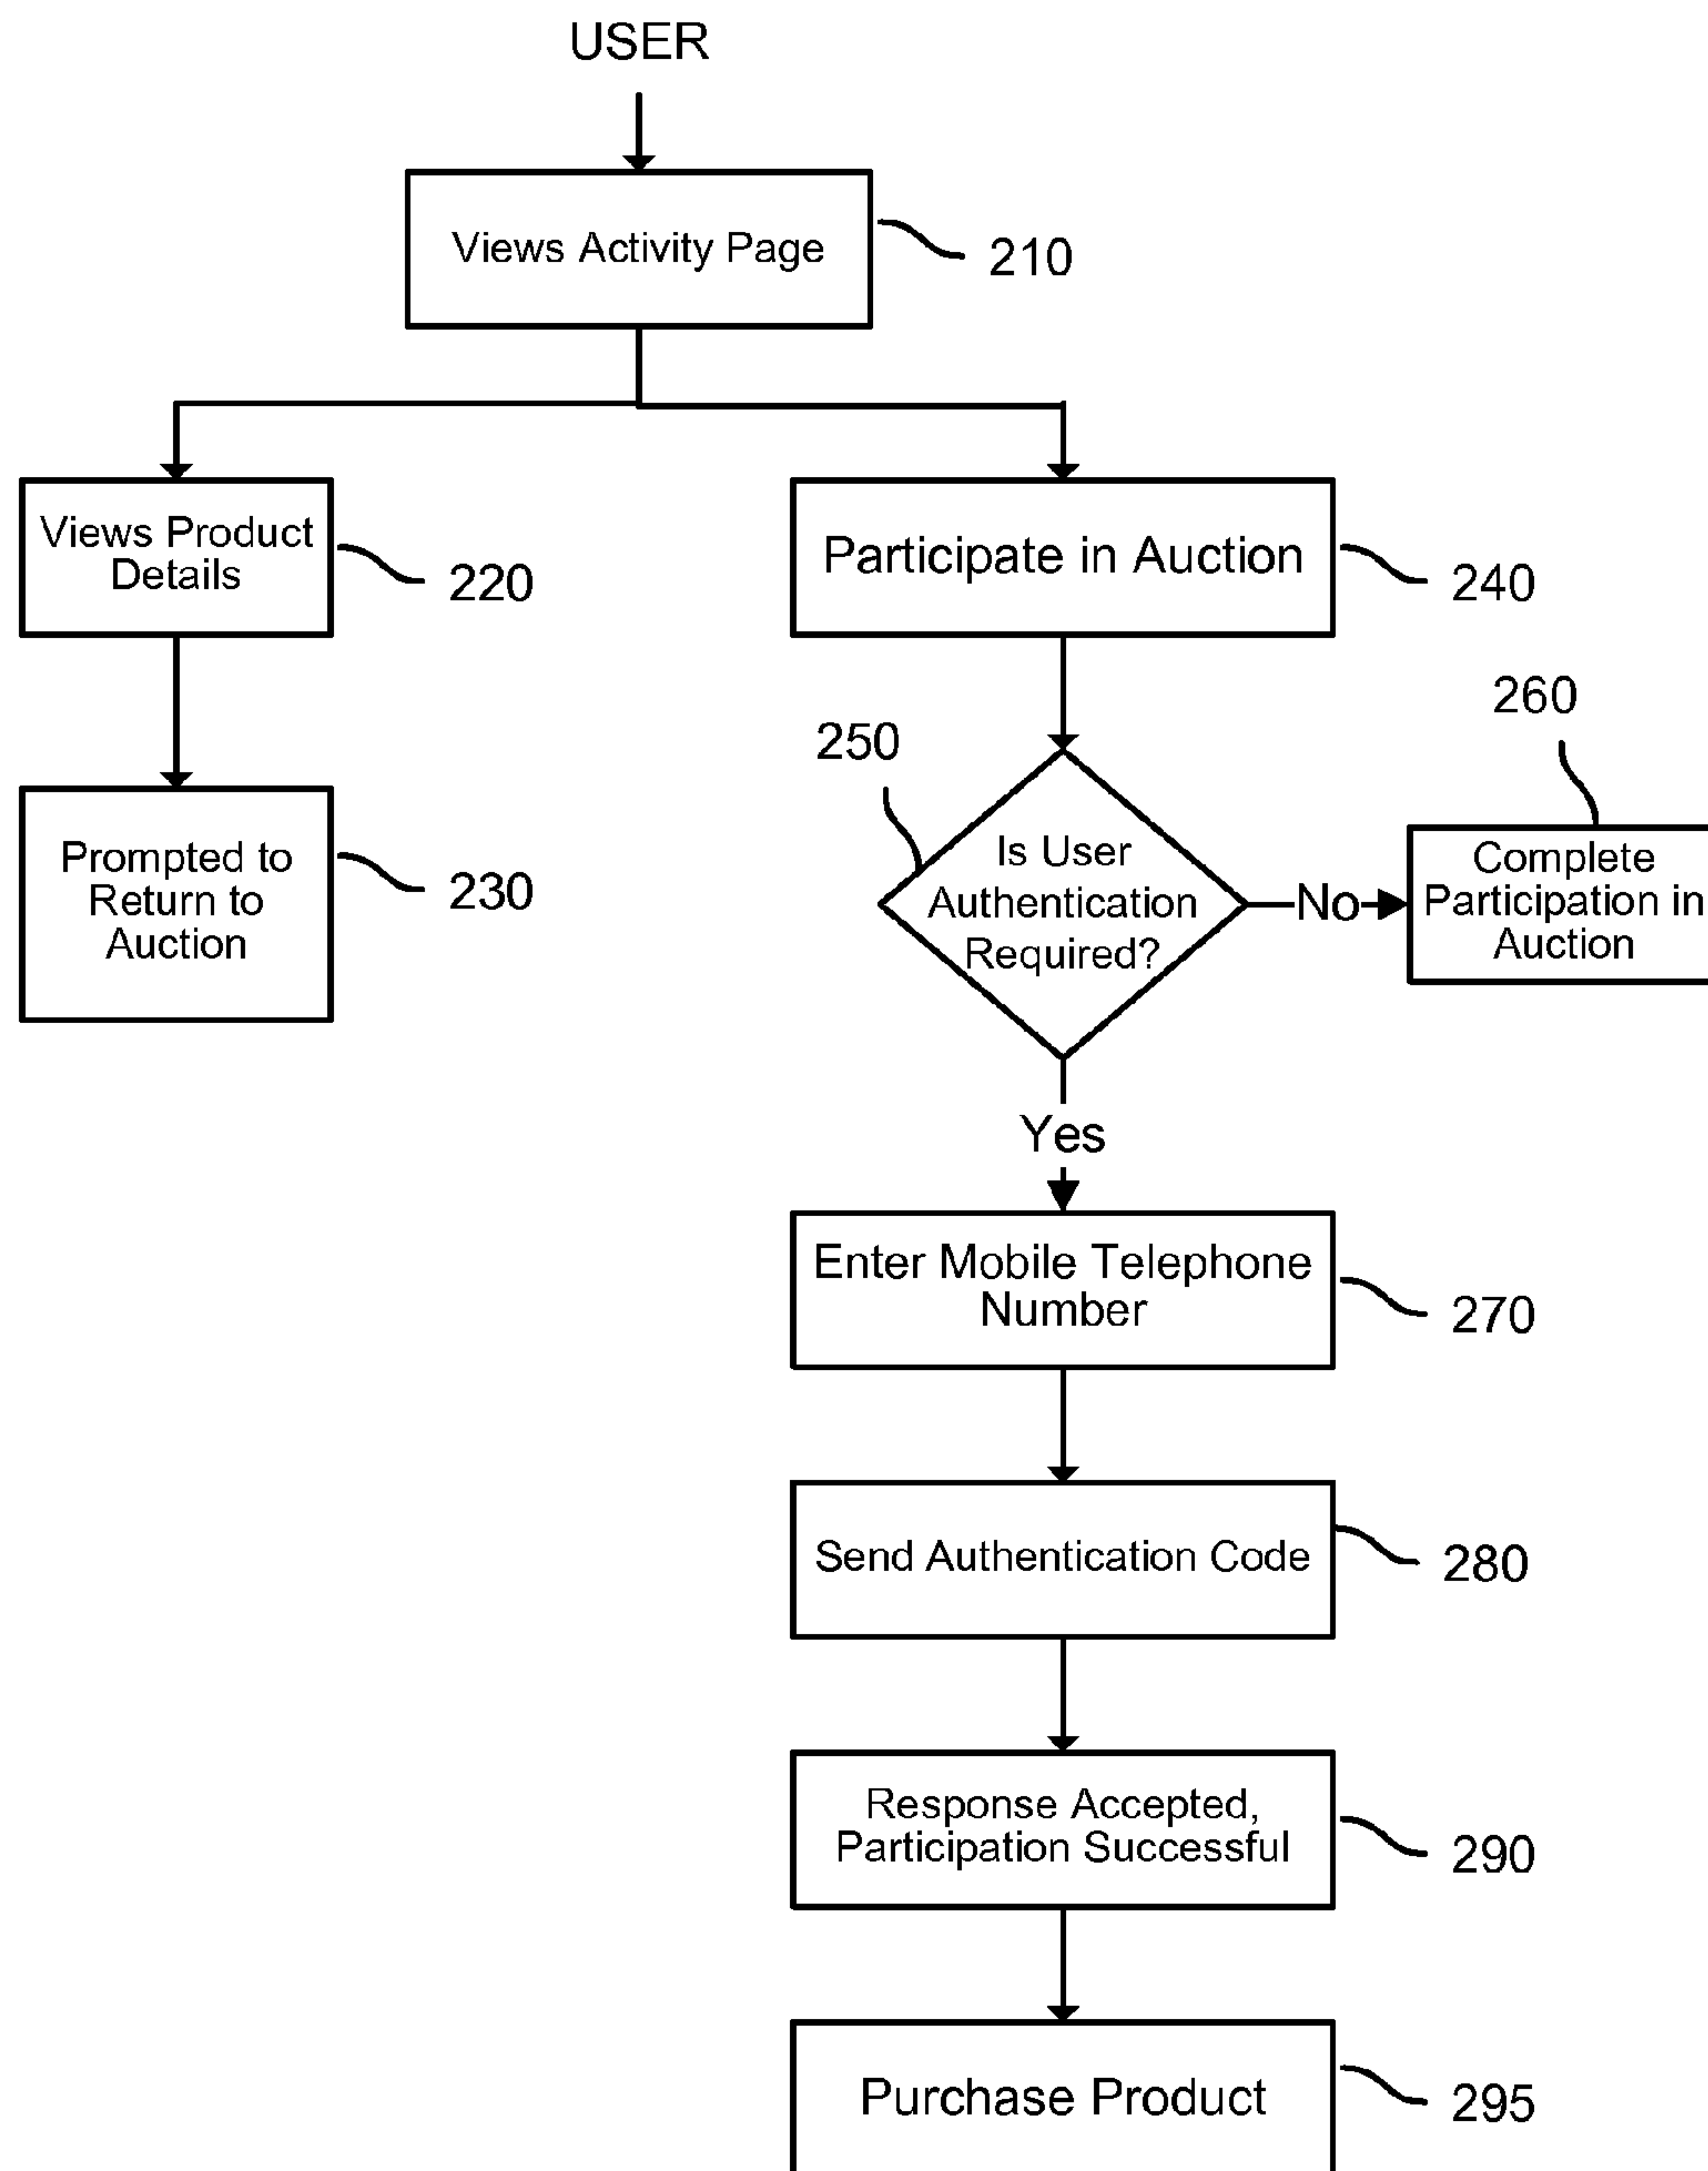 USER
Views Activity Page
210
Views Product
Details
220
Participate in Auction
240
250
260
Prompted to
Return to
Auction
230
Is User
Authentication
Required?
No
Complete
Participation in
Auction
Yes
Enter Mobile Telephone
Number
270
Send Authentication Code
280
Response Accepted,
Participation Successful
290
Purchase Product
295